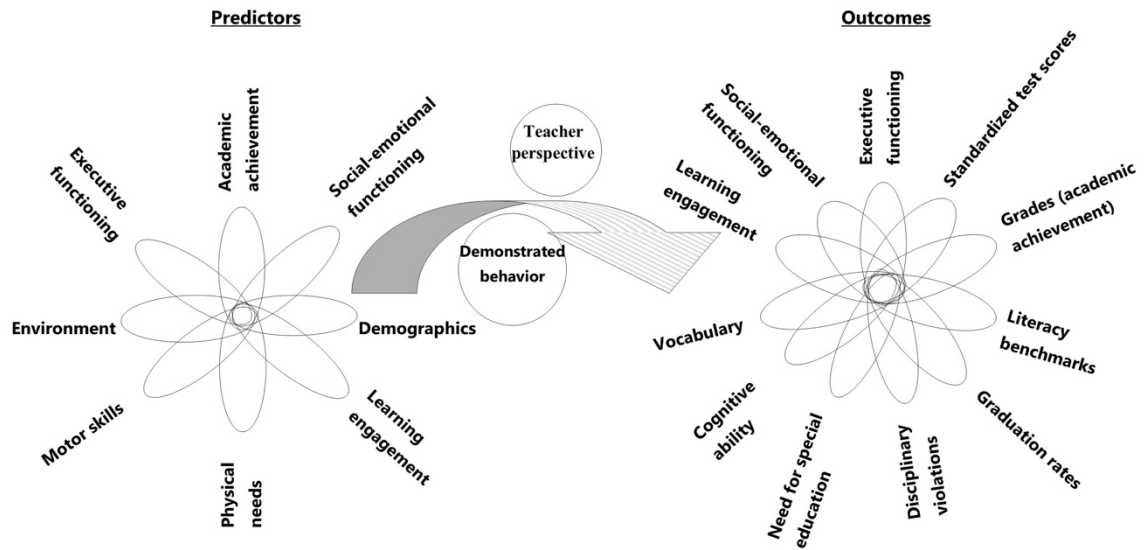 Predictors
Academic
achievement
Social-emotional
functioning
Executive
functioning
Environment
Demographics
Motor skills
Learning
engagement
Physical
needs
Teacher
perspective
Demonstrated
behavior
Outcomes
Executive
functioning
Standardized test scores
Social-emotional
functioning
Grades (academic
achievement)
Learning
engagement
Literacy
benchmarks
Vocabulary
Graduation rates
Cognitive
ability
Disciplinary
violations
Need for special
education